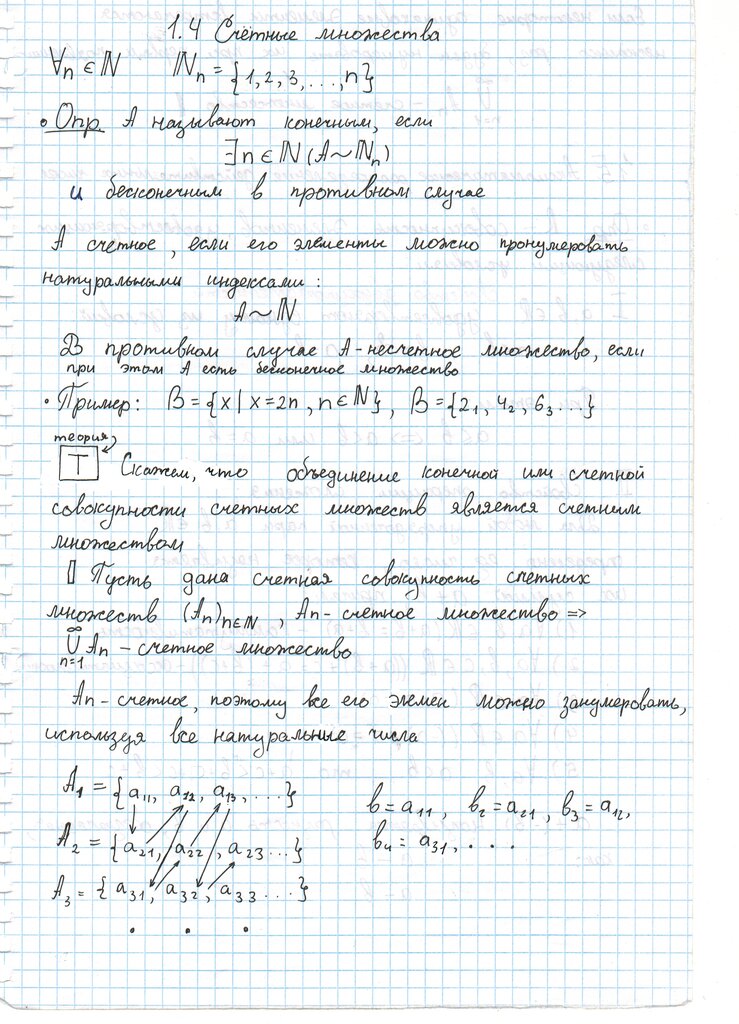 1.4 Счётные множества
∀n ∈ ℕ ℕn = {1, 2, 3, ..., n}
• Опр A называют конечным, если
∃ n ∈ ℕ (A ~ ℕn)
и бесконечным в противном случае
A счетное, если его элементы можно пронумеровать
натуральными индексами:
A ~ ℕ
В противном случае A - несчетное множество, если
при этом A есть бесконечное множество
• Пример: B = {x | x = 2n, n ∈ ℕ}, B = {2₁, 4₂, 6₃ ...}
теория
T Скажем, что объединение конечной или счетной
совокупности счетных множеств является счетным
множеством
▯ Пусть дана счетная совокупность счетных
множеств (An)n∈ℕ, An - счетное множество =>
∞
∪ An - счетное множество
n=1
An - счетное, поэтому все его элемен можно занумеровать,
используя все натуральные числа
A₁ = {a₁₁, a₁₂, a₁₃, ...} b = a₁₁, b₂ = a₂₁, b₃ = a₁₂,
A₂ = {a₂₁, a₂₂, a₂₃ ...} b₄ = a₃₁, ...
A₃ = {a₃₁, a₃₂, a₃₃ ...}
. . .